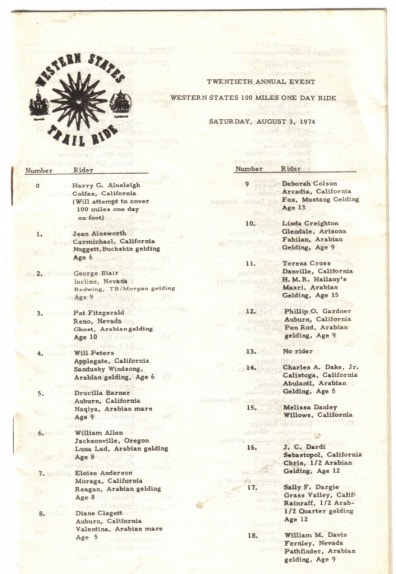 WESTERN STATES
TRAIL RIDE
TWENTIETH ANNUAL EVENT
WESTERN STATES 100 MILES ONE DAY RIDE
SATURDAY, AUGUST 3, 1974
Number Rider
0 Harry G. Ainsleigh
Colfax, California
(Will attempt to cover
100 miles one day
on foot)
1. Jean Ainsworth
Carmichael, California
Nuggett, Buckskin gelding
Age 6
2. George Blair
Incline, Nevada
Redwing, TB/Morgan gelding
Age 9
3. Pat Fitzgerald
Reno, Nevada
Ghost, Arabian gelding
Age 10
4. Will Peters
Applegate, California
Sandusky Windsong,
Arabian gelding, Age 6
5. Drucilla Barner
Auburn, California
Naqlya, Arabian mare
Age 9
6. William Allen
Jacksonville, Oregon
Luna Lad, Arabian gelding
Age 8
7. Eloise Anderson
Moraga, California
Reagan, Arabian gelding
Age 8
8. Diane Clagett
Auburn, California
Valentina, Arabian mare
Age 5
Number Rider
9 Deborah Colson
Arcadia, California
Fox, Mustang Gelding
Age 15
10. Linda Creighton
Glendale, Arizona
Fahilan, Arabian
Gelding, Age 9
11. Teresa Cross
Danville, California
H. M. R. Hallany's
Masri, Arabian
Gelding, Age 15
12. Phillip O. Gardner
Auburn, California
Pen Rod, Arabian
gelding, Age 9
13. No rider
14. Charles A. Dake, Jr.
Calistoga, California
Abulasti, Arabian
Gelding, Age 5
15. Melissa Danley
Willows, California
16. J. C. Dardi
Sebastopol, California
Chris, 1/2 Arabian
Gelding, Age 12
17. Sally F. Dargie
Grass Valley, Calif
Rainraff, 1/2 Arab-
1/2 Quarter gelding
Age 12
18. William M. Davis
Fernley, Nevada
Pathfinder, Arabian
gelding, Age 9